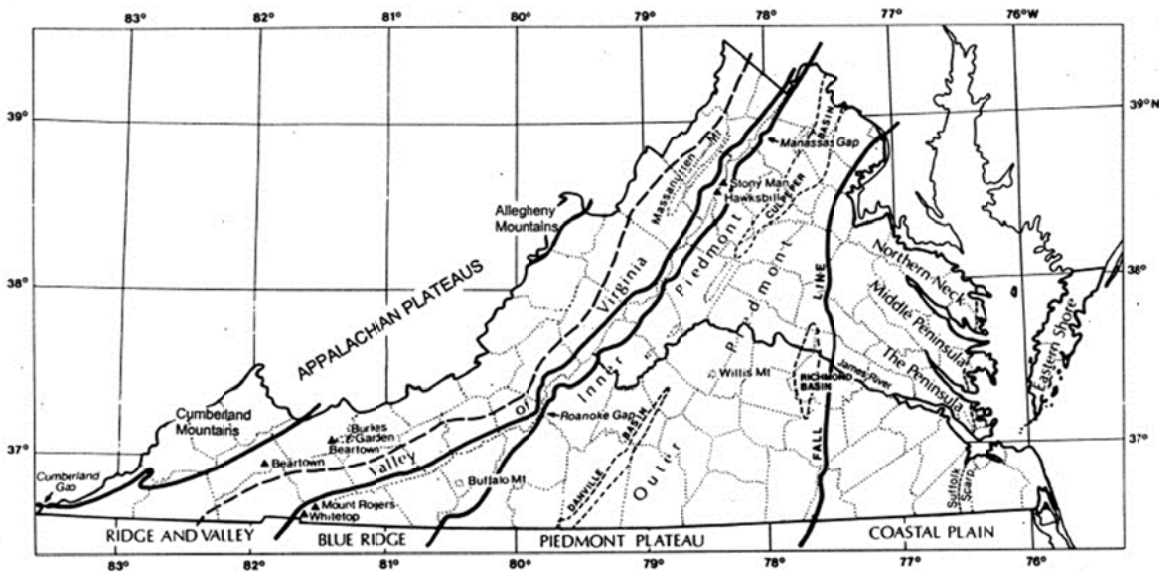 83° 82° 81° 80° 79° 78° 77° 76°W
39° 39°N
38° 38°
37° 37°
83° 82° 81° 80° 79° 78° 77° 76°
Massanutten Mt
BASIN
Manassas Gap
Stony Man
Hawksbill
CULPEPER
Allegheny
Mountains
APPALACHIAN PLATEAUS
Virginia
of
Valley
Piedmont
Inner
Piedmont
Outer
FALL LINE
Northern Neck
Middle Peninsula
The Peninsula
Eastern Shore
James River
RICHMOND
BASIN
Willis Mt
Roanoke Gap
DANVILLE BASIN
Cumberland
Mountains
Burkes
Garden
Beartown
Beartown
Buffalo Mt
Cumberland
Gap
Mount Rogers
Whitetop
Suffolk
Scarp
RIDGE AND VALLEY BLUE RIDGE PIEDMONT PLATEAU COASTAL PLAIN